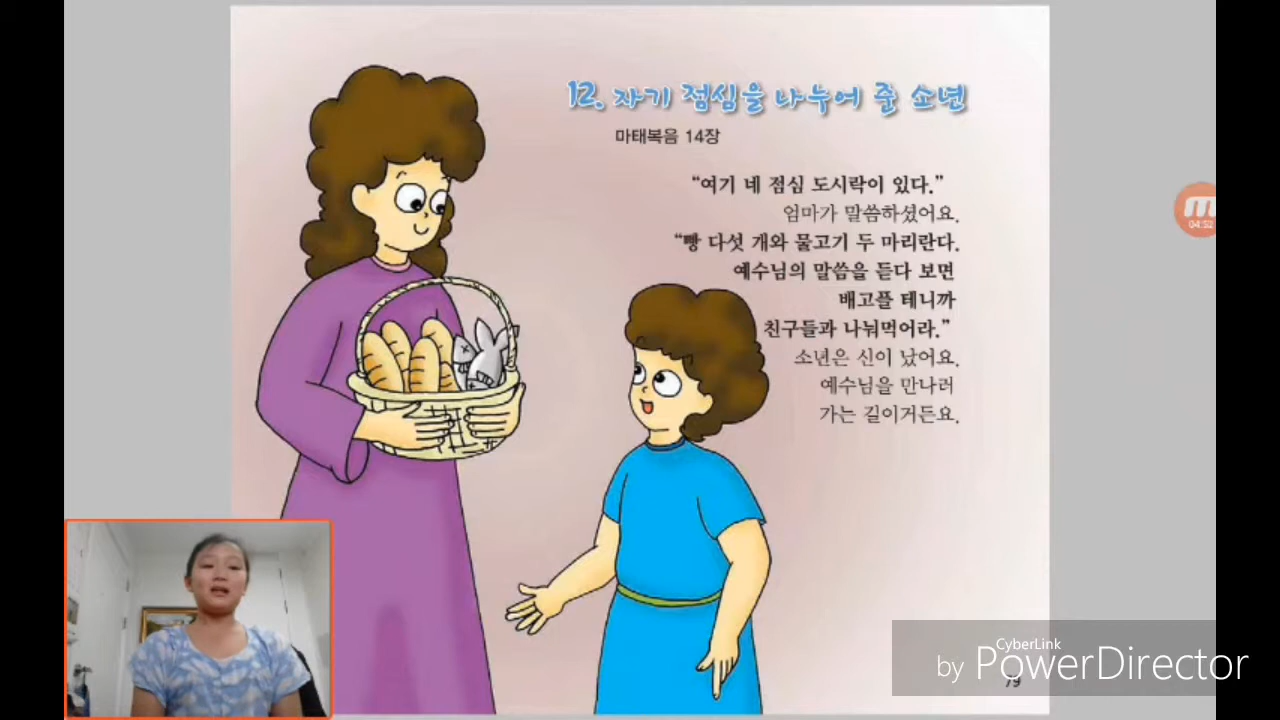 12. 자기 점심을 나누어 준 소년
마태복음 14장
“여기 네 점심 도시락이 있다.”
엄마가 말씀하셨어요.
“빵 다섯 개와 물고기 두 마리란다.
예수님의 말씀을 듣다 보면
배고플 테니까
친구들과 나눠먹어라.”
소년은 신이 났어요.
예수님을 만나러
가는 길이거든요.
04:52
CyberLink
by PowerDirector
79